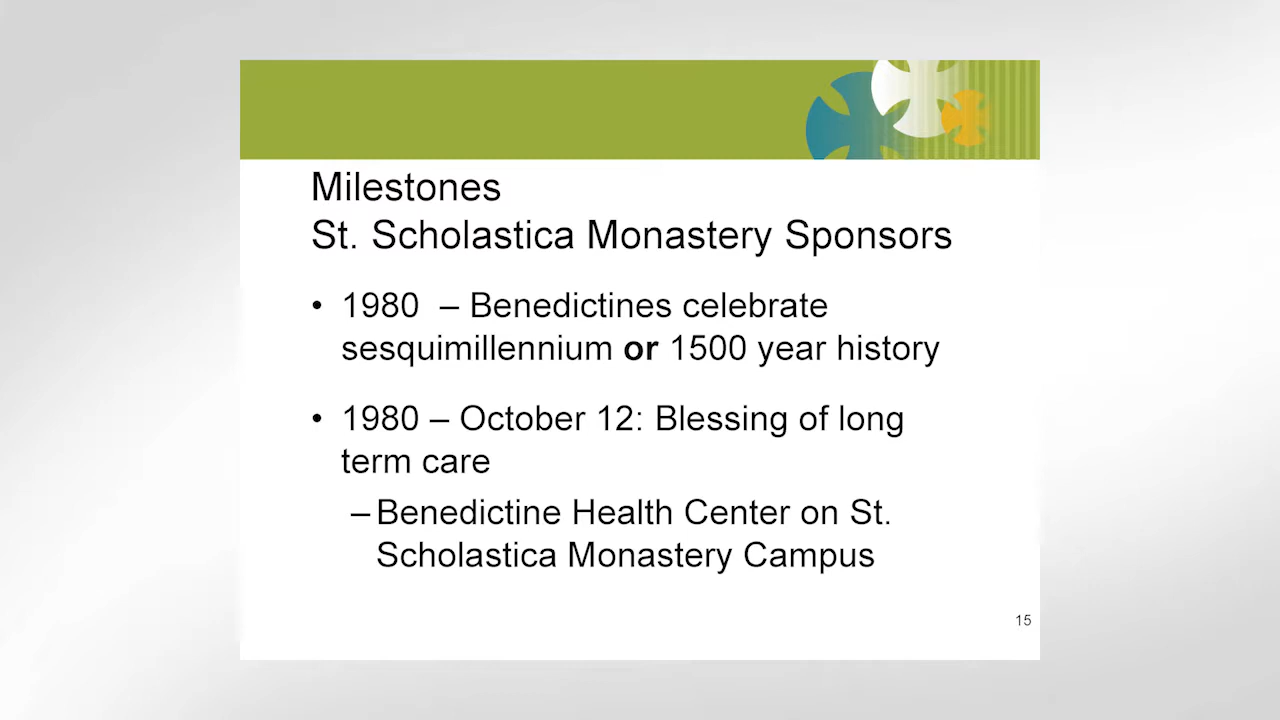 Milestones
St. Scholastica Monastery Sponsors
• 1980 – Benedictines celebrate
sesquimillennium or 1500 year history
• 1980 – October 12: Blessing of long
term care
– Benedictine Health Center on St.
Scholastica Monastery Campus
15